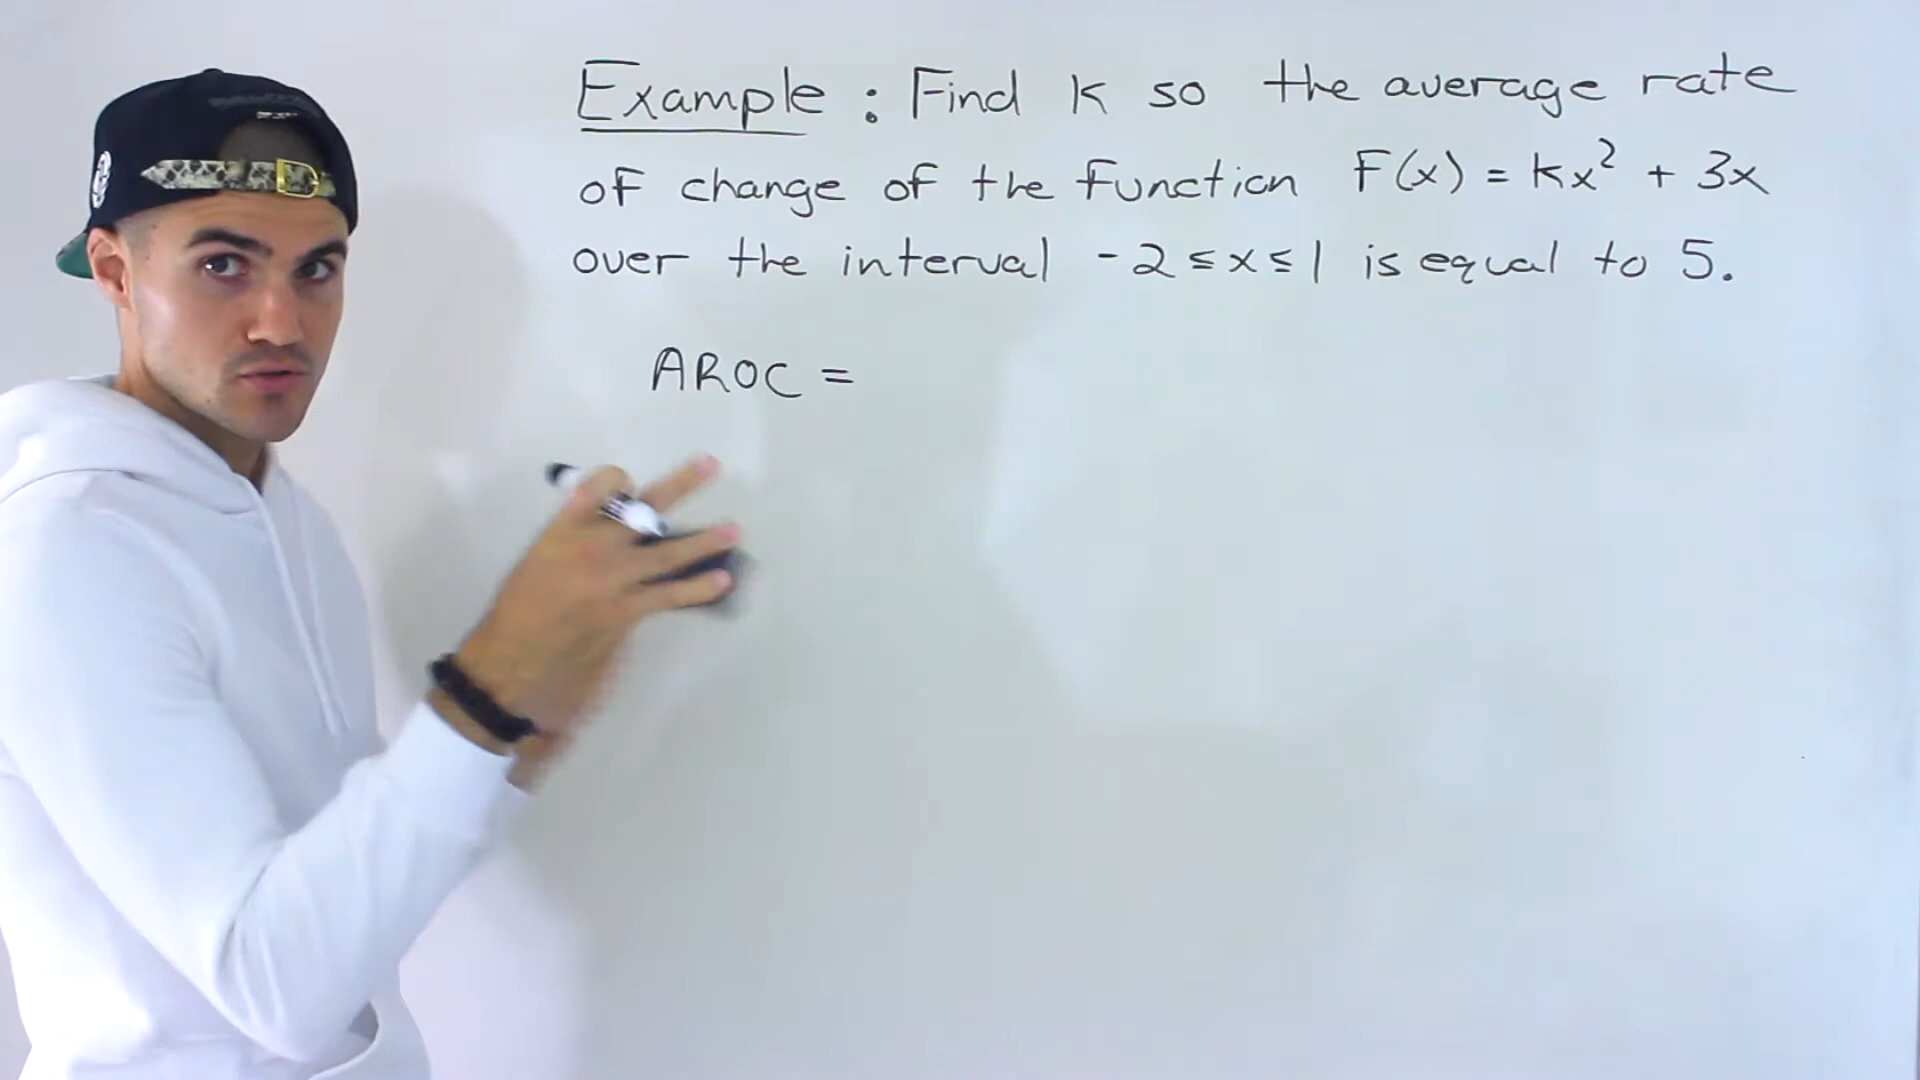 Example : Find k so the average rate
of change of the function F(x) = kx² + 3x
over the interval -2 ≤ x ≤ 1 is equal to 5.
AROC =